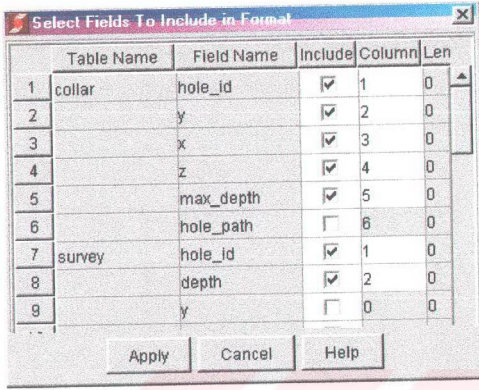 Select Fields To Include in Format
Table Name Field Name Include Column Len
1 collar hole_id 1 0
2 y 2 0
3 x 3 0
4 z 4 0
5 max_depth 5 0
6 hole_path 6 0
7 survey hole_id 1 0
8 depth 2 0
9 y 0 0
Apply Cancel Help